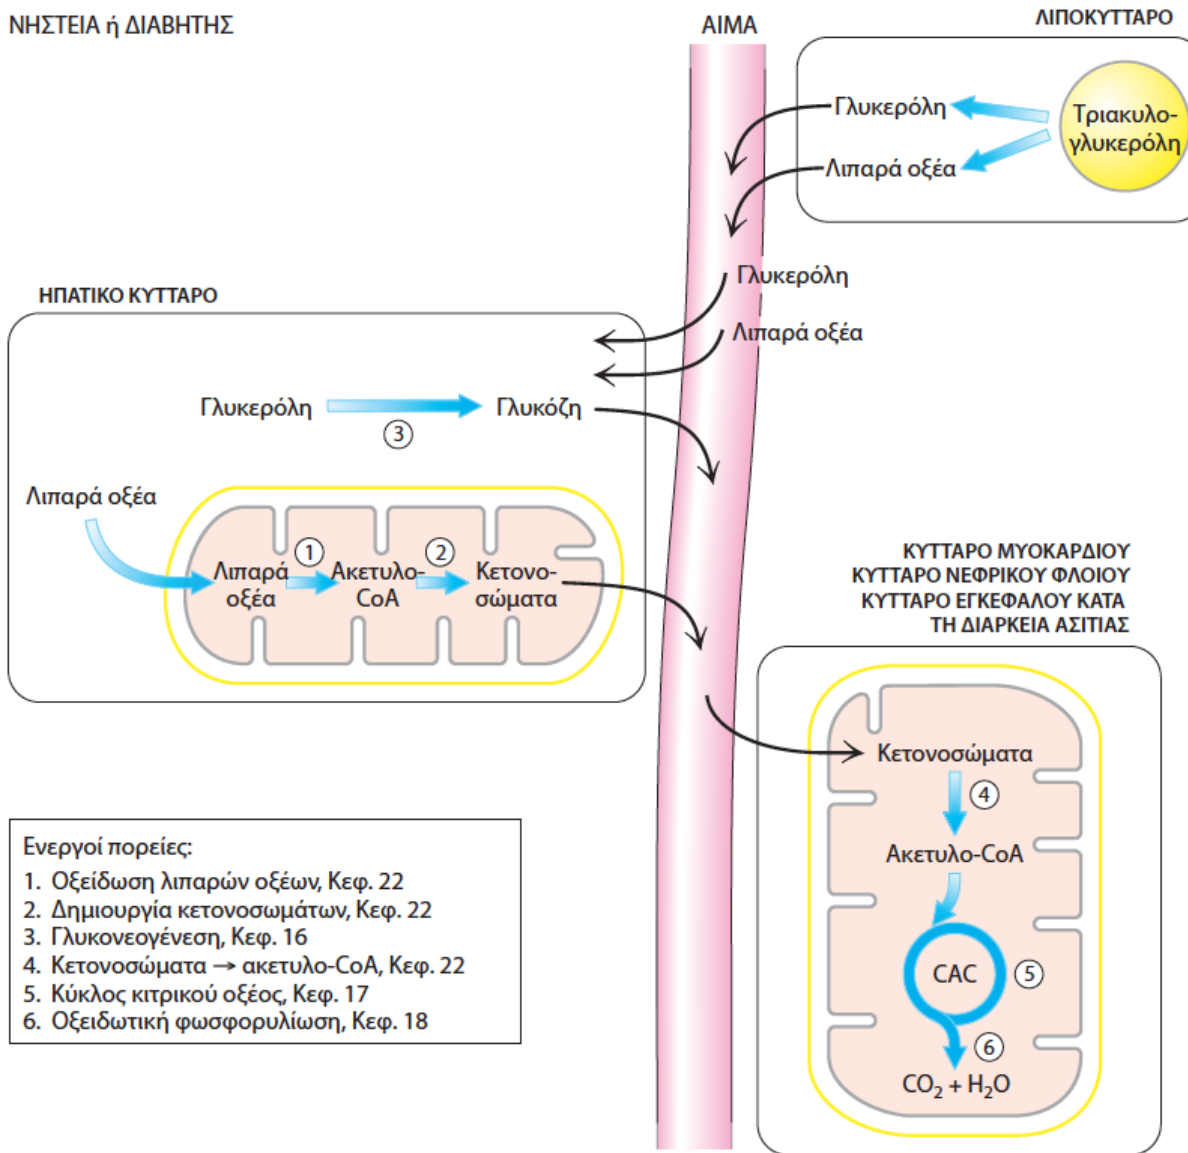 ΝΗΣΤΕΙΑ ή ΔΙΑΒΗΤΗΣ
ΑΙΜΑ
ΛΙΠΟΚΥΤΤΑΡΟ
Γλυκερόλη
Λιπαρά οξέα
Τριακυλο-
γλυκερόλη
Γλυκερόλη
Λιπαρά οξέα
ΗΠΑΤΙΚΟ ΚΥΤΤΑΡΟ
Γλυκερόλη
3
Γλυκόζη
Λιπαρά οξέα
Λιπαρά
οξέα
1
Ακετυλο-
CoA
2
Κετονο-
σώματα
ΚΥΤΤΑΡΟ ΜΥΟΚΑΡΔΙΟΥ
ΚΥΤΤΑΡΟ ΝΕΦΡΙΚΟΥ ΦΛΟΙΟΥ
ΚΥΤΤΑΡΟ ΕΓΚΕΦΑΛΟΥ ΚΑΤΑ
ΤΗ ΔΙΑΡΚΕΙΑ ΑΣΙΤΙΑΣ
Κετονοσώματα
4
Ακετυλο-CoA
CAC
5
6
CO₂ + H₂O
Ενεργοί πορείες:
1. Οξείδωση λιπαρών οξέων, Κεφ. 22
2. Δημιουργία κετονοσωμάτων, Κεφ. 22
3. Γλυκονεογένεση, Κεφ. 16
4. Κετονοσώματα → ακετυλο-CoA, Κεφ. 22
5. Κύκλος κιτρικού οξέος, Κεφ. 17
6. Οξειδωτική φωσφορυλίωση, Κεφ. 18